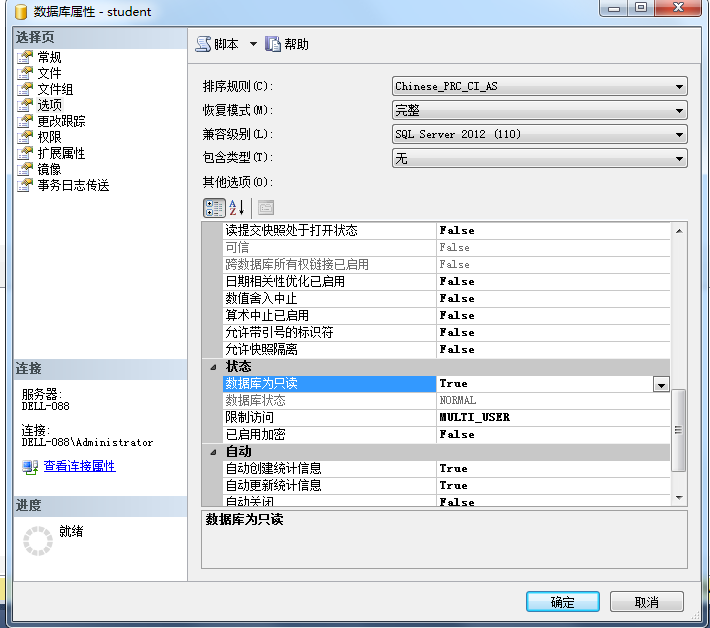 数据库属性 - student
选择页
常规
文件
文件组
选项
更改跟踪
权限
扩展属性
镜像
事务日志传送
连接
服务器:
DELL-088
连接:
DELL-088\Administrator
查看连接属性
进度
就绪
脚本 帮助
排序规则(C): Chinese_PRC_CI_AS
恢复模式(M): 完整
兼容级别(L): SQL Server 2012 (110)
包含类型(T): 无
其他选项(O):
读提交快照处于打开状态 False
可信 False
跨数据库所有权链接已启用 False
日期相关性优化已启用 False
数值舍入中止 False
算术中止已启用 False
允许带引号的标识符 False
允许快照隔离 False
状态
数据库为只读 True
数据库状态 NORMAL
限制访问 MULTI_USER
已启用加密 False
自动
自动创建统计信息 True
自动更新统计信息 True
自动关闭 False
数据库为只读
确定 取消